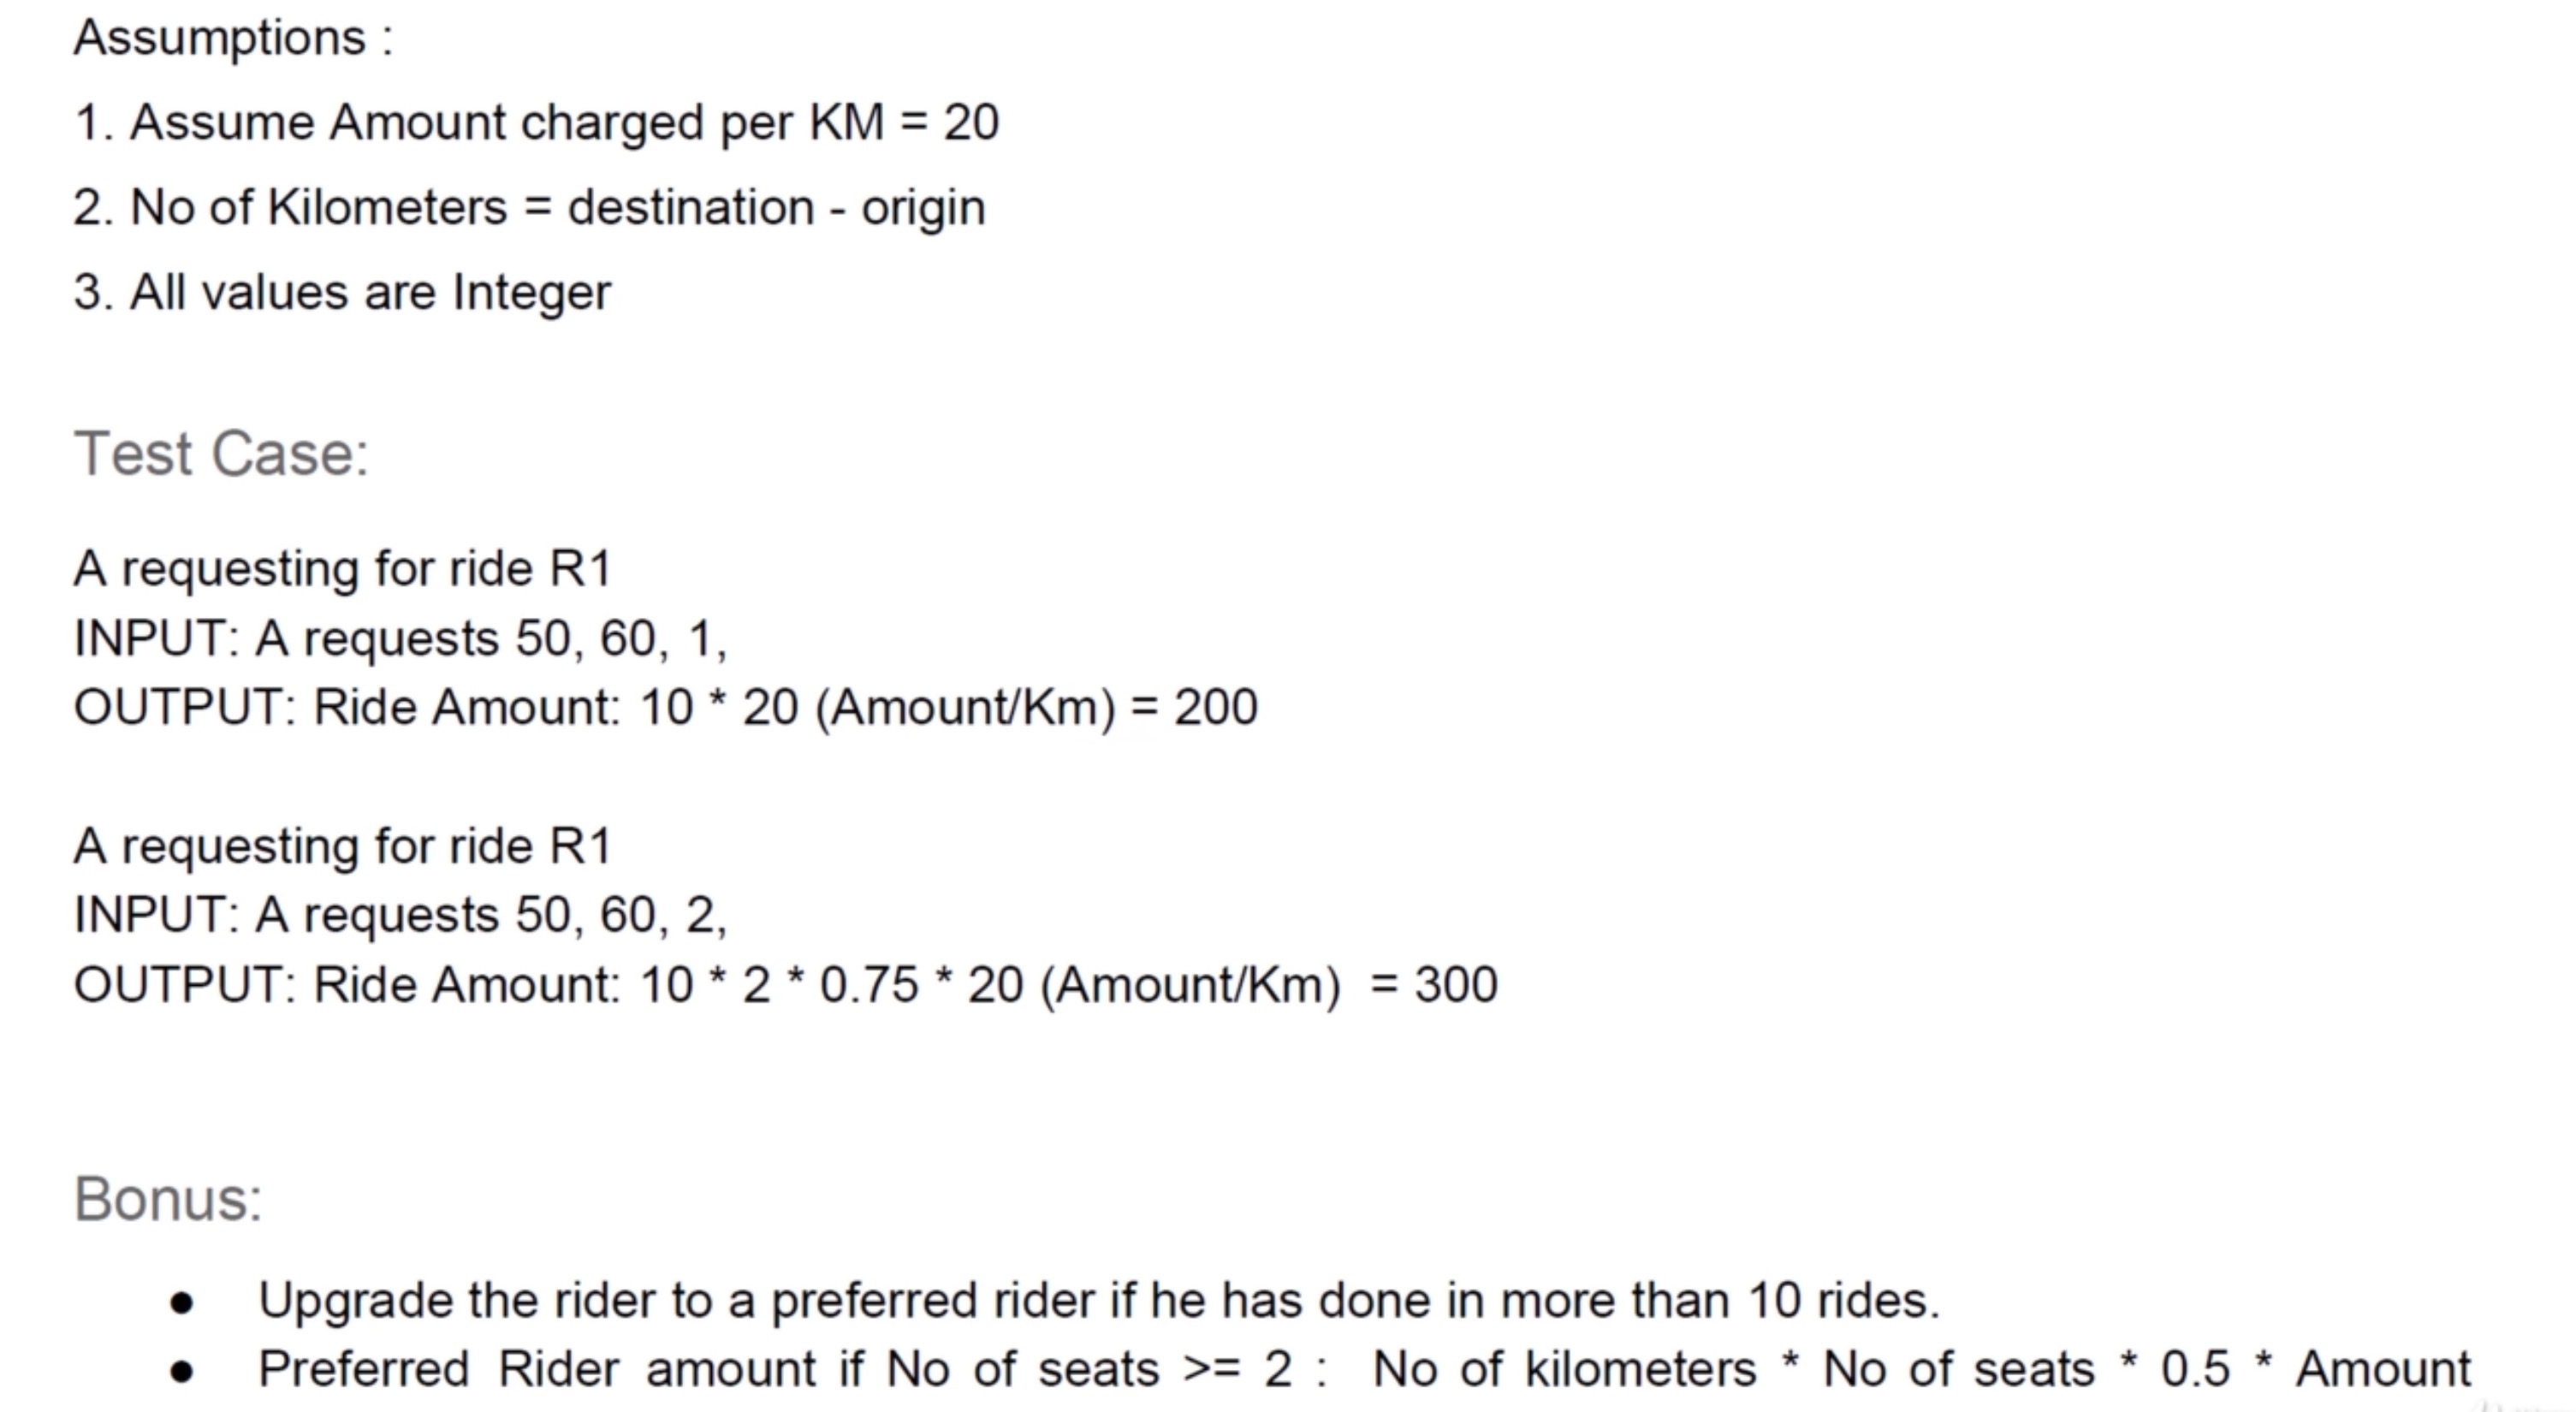 Assumptions :
1. Assume Amount charged per KM = 20
2. No of Kilometers = destination - origin
3. All values are Integer
Test Case:
A requesting for ride R1
INPUT: A requests 50, 60, 1,
OUTPUT: Ride Amount: 10 * 20 (Amount/Km) = 200
A requesting for ride R1
INPUT: A requests 50, 60, 2,
OUTPUT: Ride Amount: 10 * 2 * 0.75 * 20 (Amount/Km) = 300
Bonus:
● Upgrade the rider to a preferred rider if he has done in more than 10 rides.
● Preferred Rider amount if No of seats >= 2 : No of kilometers * No of seats * 0.5 * Amount